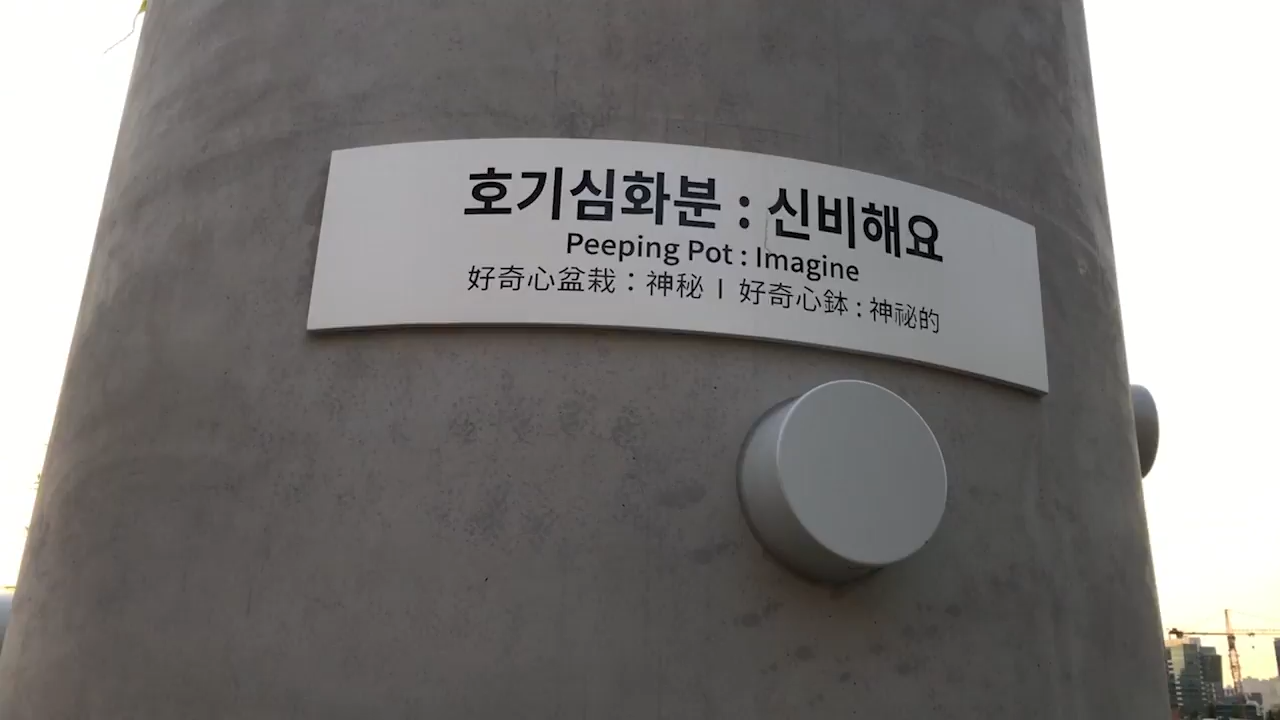 호기심화분 : 신비해요
Peeping Pot : Imagine
好奇心盆栽：神秘 | 好奇心鉢 : 神祕的